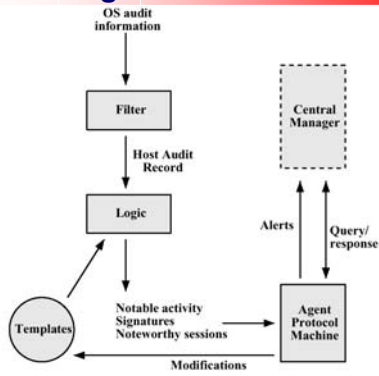 OS audit
information
Filter
Central
Manager
Host Audit
Record
Logic
Alerts
Query/
response
Notable activity
Signatures
Noteworthy sessions
Templates
Agent
Protocol
Machine
Modifications